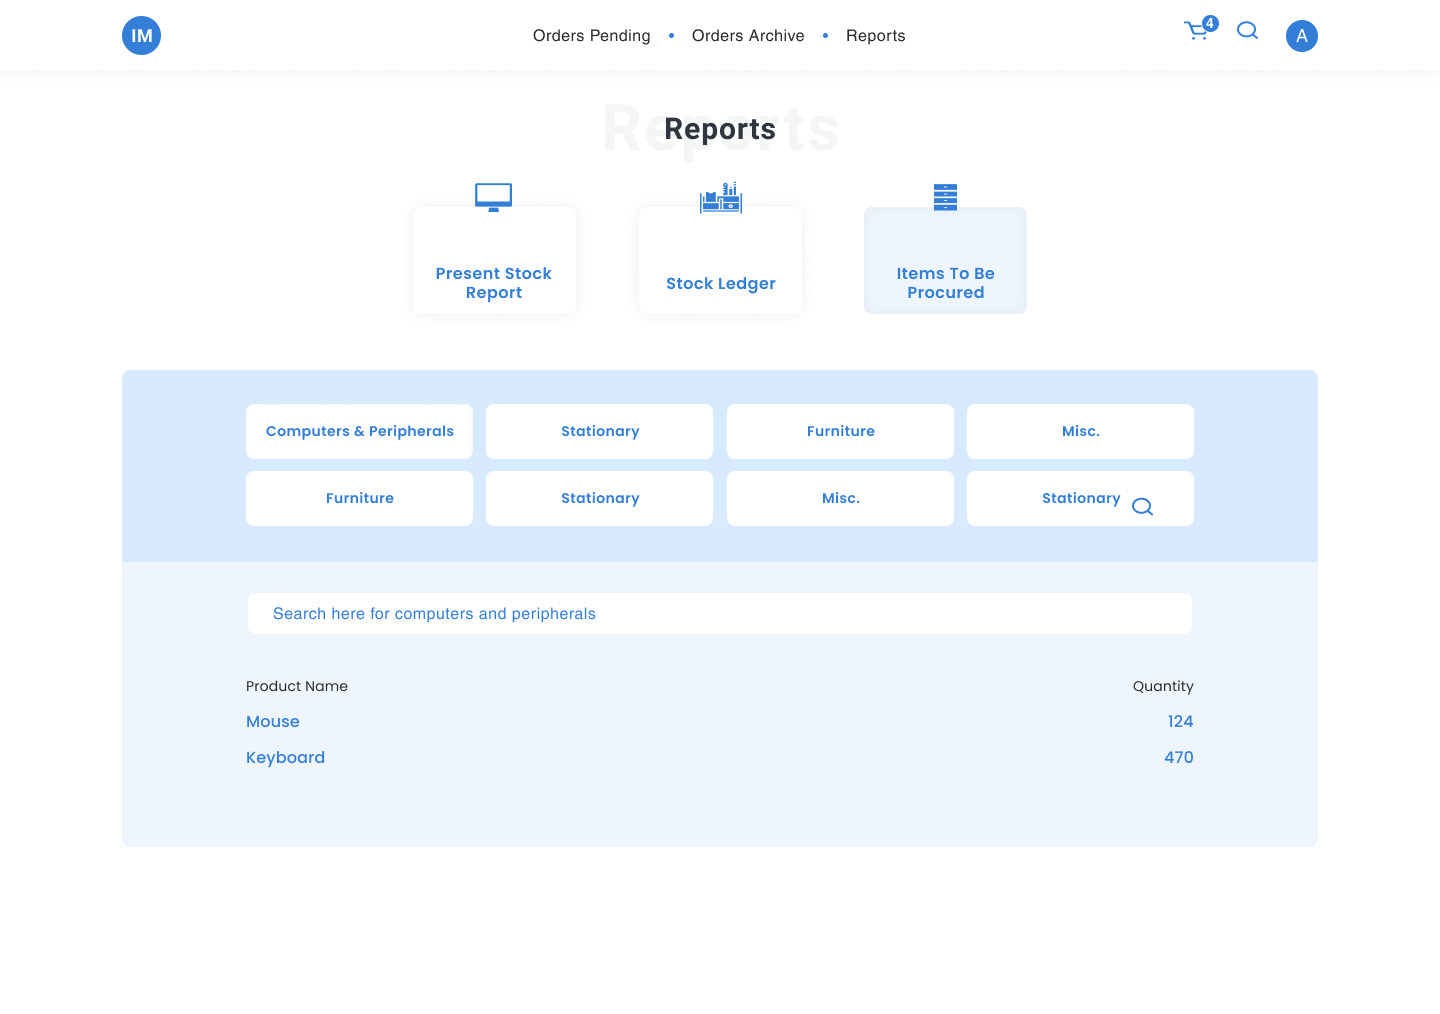 IM
Orders Pending
Orders Archive
Reports
4
A
Reports
Reports
Present Stock
Report
Stock Ledger
Items To Be
Procured
Computers & Peripherals
Stationary
Furniture
Misc.
Furniture
Stationary
Misc.
Stationary
Search here for computers and peripherals
Product Name
Quantity
Mouse
124
Keyboard
470